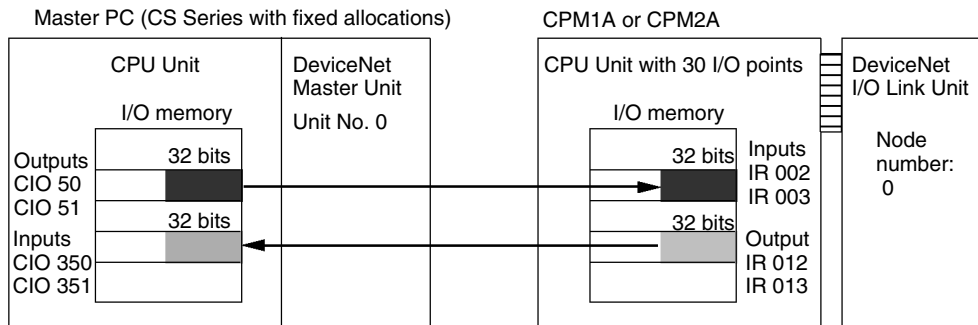 Master PC (CS Series with fixed allocations)
CPM1A or CPM2A
CPU Unit
DeviceNet
Master Unit
Unit No. 0
I/O memory
32 bits
Outputs
CIO 50
CIO 51
32 bits
Inputs
CIO 350
CIO 351
CPU Unit with 30 I/O points
I/O memory
32 bits
Inputs
IR 002
IR 003
32 bits
Output
IR 012
IR 013
DeviceNet
I/O Link Unit
Node
number:
0